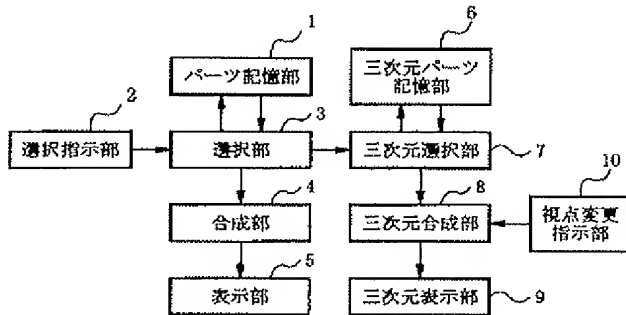 1
パーツ記憶部
6
三次元パーツ
記憶部
2
選択指示部
3
選択部
三次元選択部
7
4
合成部
8
三次元合成部
10
視点変更
指示部
5
表示部
三次元表示部
9